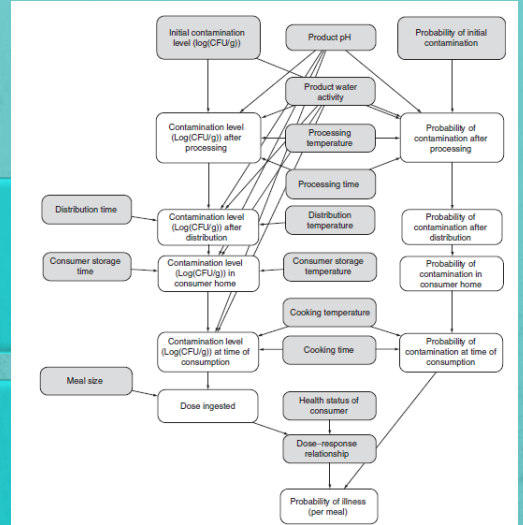 Initial contamination
level (log(CFU/g))
Product pH
Probability of initial
contamination
Product water
activity
Contamination level
(Log(CFU/g)) after
processing
Processing
temperature
Probability of
contamination after
processing
Processing time
Distribution time
Contamination level
(Log(CFU/g)) after
distribution
Distribution
temperature
Probability of
contamination after
distribution
Consumer storage
time
Contamination level
(Log(CFU/g)) in
consumer home
Consumer storage
temperature
Probability of
contamination in
consumer home
Cooking temperature
Contamination level
(Log(CFU/g)) at time of
consumption
Cooking time
Probability of
contamination at time of
consumption
Meal size
Dose ingested
Health status of
consumer
Dose–response
relationship
Probability of illness
(per meal)